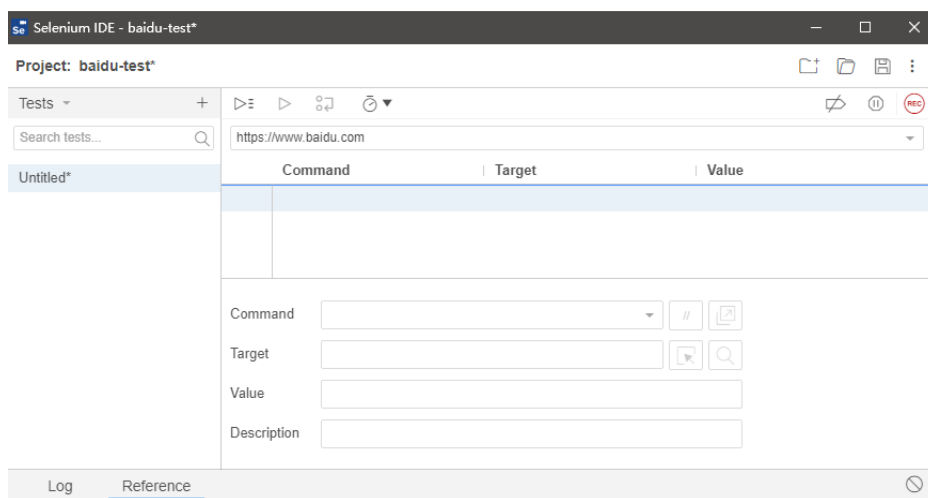 Se Selenium IDE - baidu-test*
Project: baidu-test*
Tests
REC
Search tests...
https://www.baidu.com
Untitled*
Command Target Value
Command
//
Target
Value
Description
Log Reference